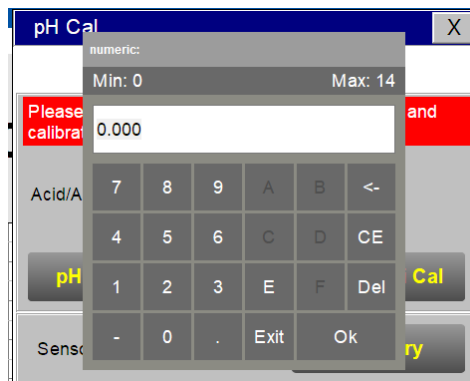 pH Cal X
numeric:
Min: 0 Max: 14
Please and
calibrat
0.000
7 8 9 A B <-
Acid/A
4 5 6 C D CE
pH Cal
1 2 3 E F Del
- 0 . Exit Ok
Senso ry